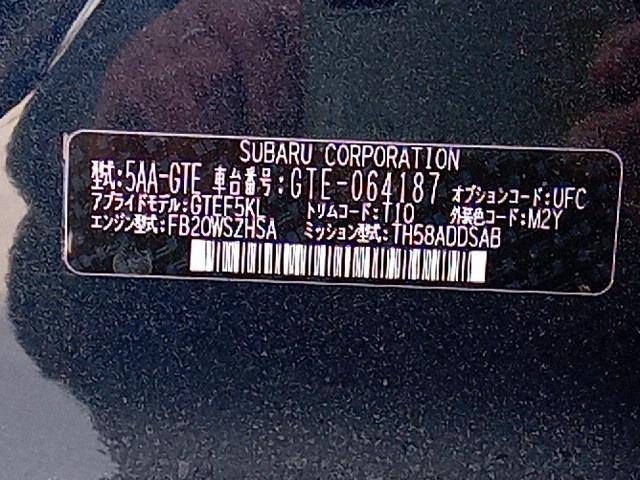 SUBARU CORPORATION
型式:5AA-GTE 車台番号:GTE-064187 オプションコード:UFC
アプライドモデル:GTEE5KL トリムコード:T10 外装色コード:M2Y
エンジン型式:FB20WSZHSA ミッション型式:TH58ADDSAB